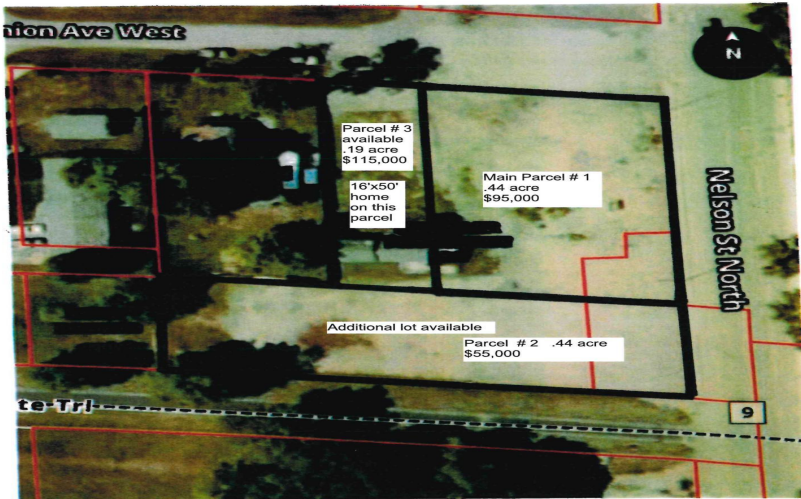 nion Ave West
N
Parcel # 3
available
.19 acre
$115,000
16'x50'
home
on this
parcel
Main Parcel # 1
.44 acre
$95,000
Nelson St North
Additional lot available
Parcel # 2 .44 acre
$55,000
te Trl
9